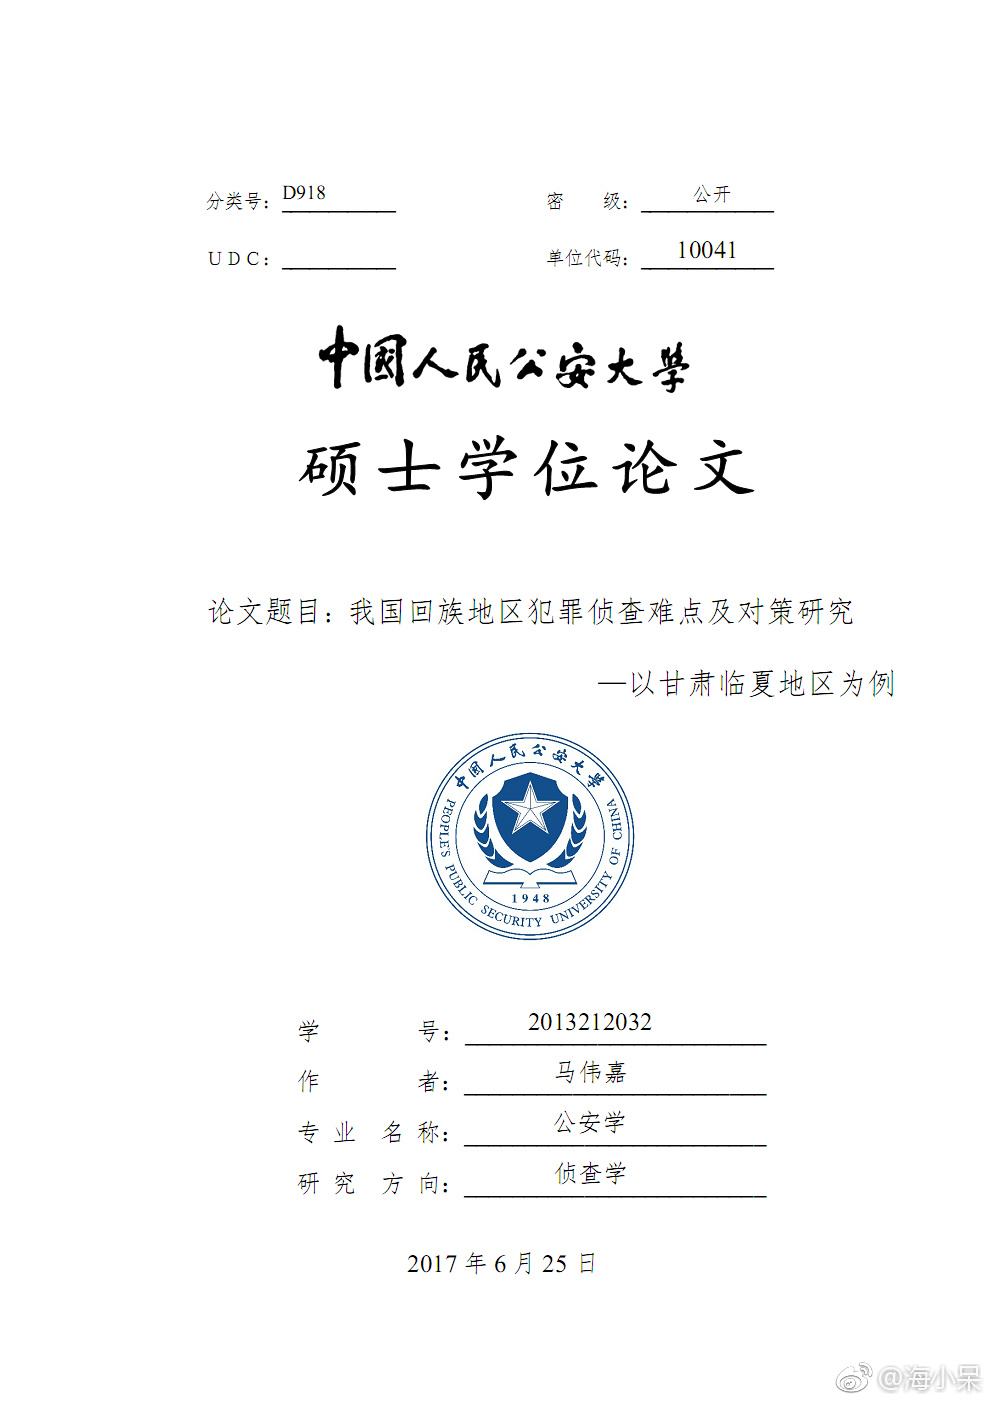 分类号：D918 密 级：公开
UDC： 单位代码：10041
中國人民公安大學
硕士学位论文
论文题目：我国回族地区犯罪侦查难点及对策研究
—以甘肃临夏地区为例
中国人民公安大学
PEOPLE'S PUBLIC SECURITY UNIVERSITY OF CHINA
1948
学 号：2013212032
作 者：马伟嘉
专 业 名 称：公安学
研 究 方 向：侦查学
2017 年 6 月 25 日
@海小呆